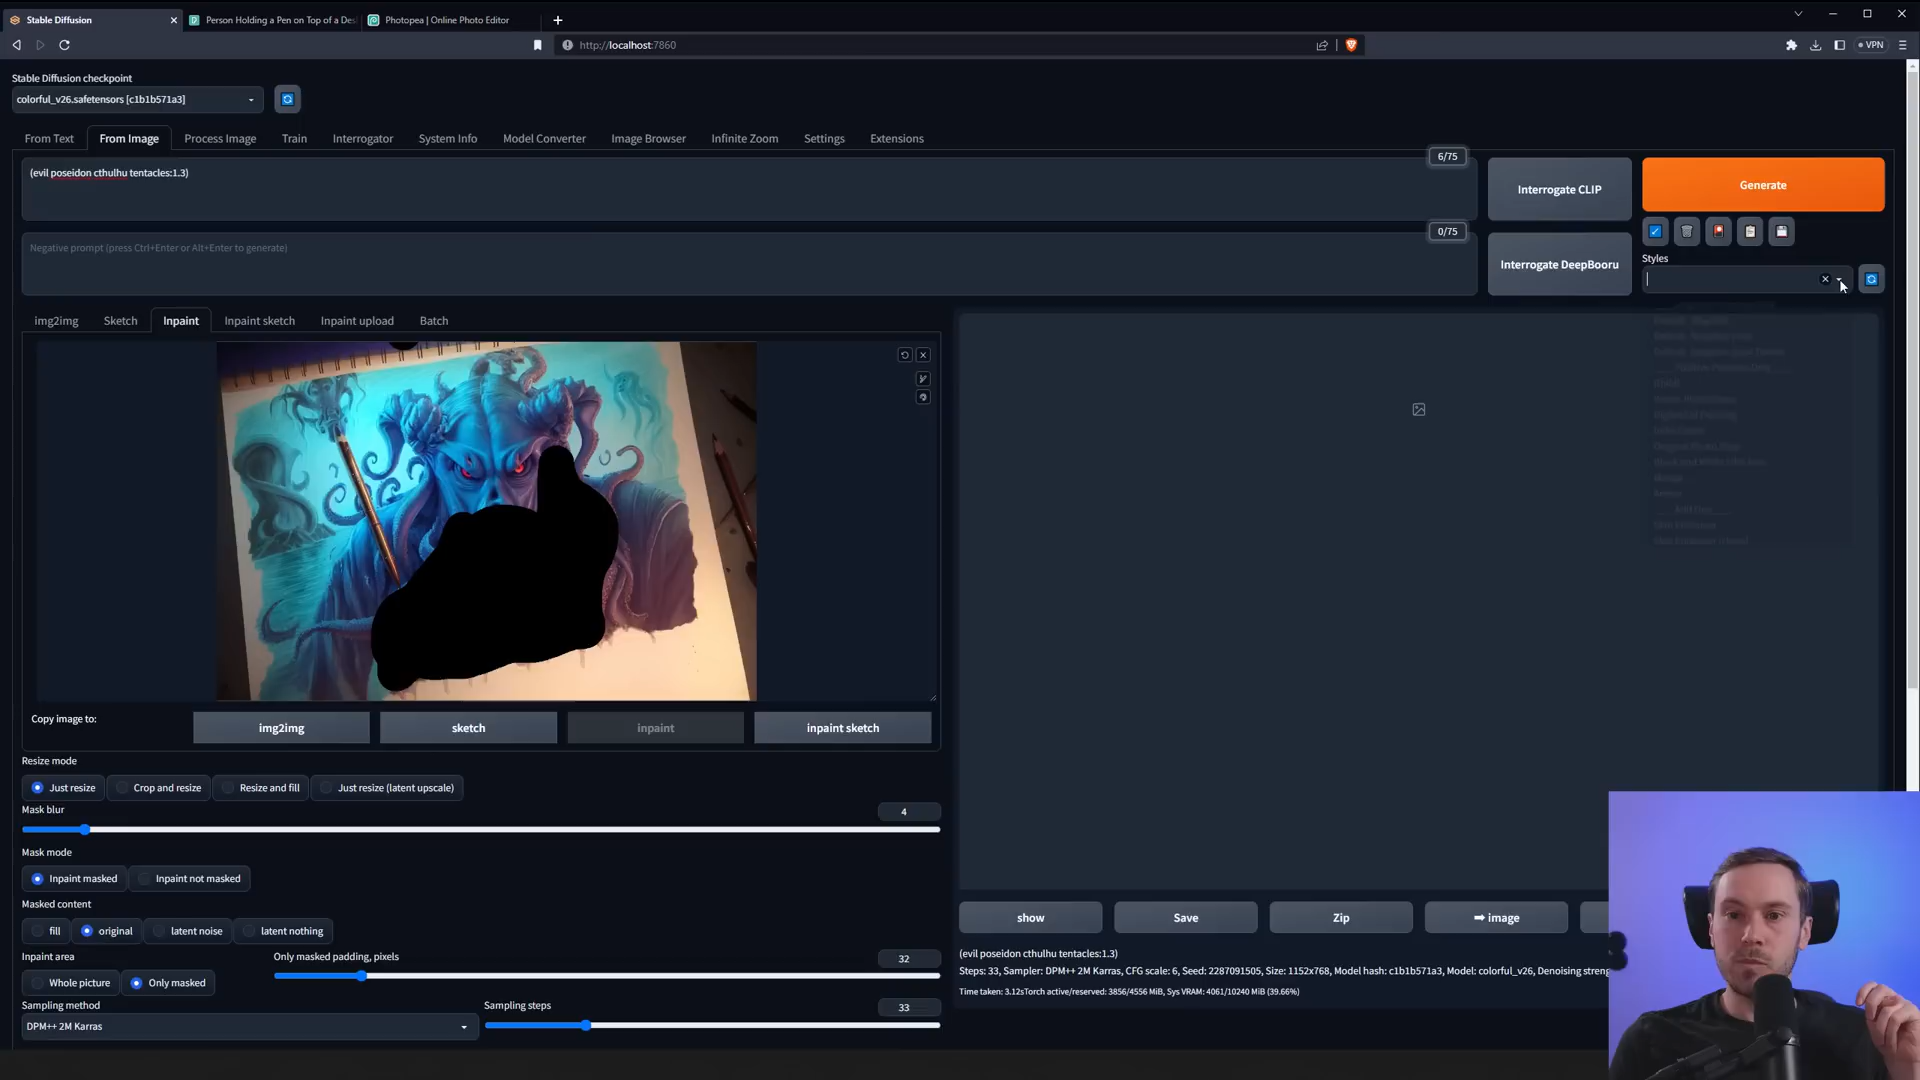 Stable Diffusion
Person Holding a Pen on Top of a Des
Photopea | Online Photo Editor
http://localhost:7860
VPN
Stable Diffusion checkpoint
colorful_v26.safetensors [c1b1b571a3]
From Text
From Image
Process Image
Train
Interrogator
System Info
Model Converter
Image Browser
Infinite Zoom
Settings
Extensions
(evil poseidon cthulhu tentacles:1.3)
6/75
Interrogate CLIP
Generate
Negative prompt (press Ctrl+Enter or Alt+Enter to generate)
0/75
Interrogate DeepBooru
Styles
img2img
Sketch
Inpaint
Inpaint sketch
Inpaint upload
Batch
Copy image to:
img2img
sketch
inpaint
inpaint sketch
Resize mode
Just resize
Crop and resize
Resize and fill
Just resize (latent upscale)
Mask blur
4
Mask mode
Inpaint masked
Inpaint not masked
Masked content
fill
original
latent noise
latent nothing
Inpaint area
Whole picture
Only masked
Only masked padding, pixels
32
Sampling method
DPM++ 2M Karras
Sampling steps
33
show
Save
Zip
➡ image
(evil poseidon cthulhu tentacles:1.3)
Steps: 33, Sampler: DPM++ 2M Karras, CFG scale: 6, Seed: 2287091505, Size: 1152x768, Model hash: c1b1b571a3, Model: colorful_v26, Denoising streng
Time taken: 3.12sTorch active/reserved: 3856/4556 MiB, Sys VRAM: 4061/10240 MiB (39.66%)